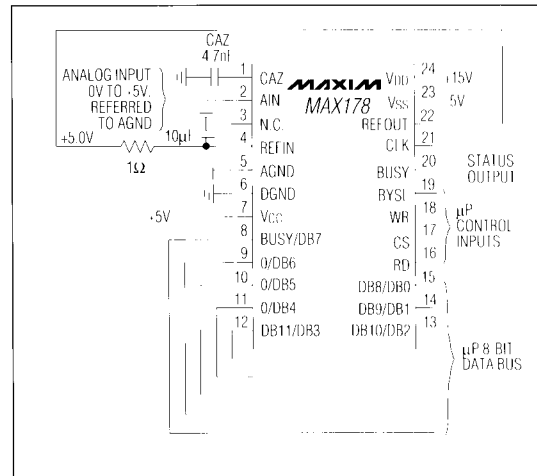 CAZ
4 7nf
ANALOG INPUT
0V TO +5V.
REFERRED
TO AGND
+5.0V
10µf
1Ω
+5V
MAXIM
MAX178
1 CAZ
2 AIN
3 N.C.
4 REFIN
5 AGND
6 DGND
7 VCC
8 BUSY/DB7
9 0/DB6
10 0/DB5
11 0/DB4
12 DB11/DB3
VDD 24 +15V
VSS 23 5V
REFOUT 22
CLK 21
BUSY 20
BYSL 19
WR 18
CS 17
RD 16
DB8/DB0 15
DB9/DB1 14
DB10/DB2 13
STATUS
OUTPUT
µP
CONTROL
INPUTS
µP 8 BIT
DATA BUS